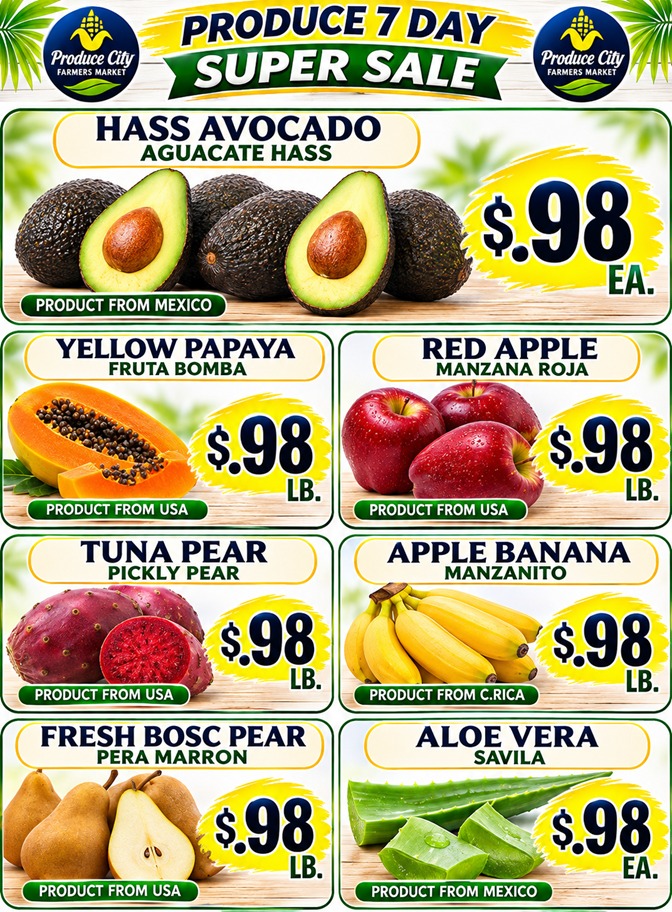 Produce City
FARMERS MARKET
PRODUCE 7 DAY
SUPER SALE
Produce City
FARMERS MARKET
HASS AVOCADO
AGUACATE HASS
$.98
EA.
PRODUCT FROM MEXICO
YELLOW PAPAYA
FRUTA BOMBA
$.98
LB.
PRODUCT FROM USA
RED APPLE
MANZANA ROJA
$.98
LB.
PRODUCT FROM USA
TUNA PEAR
PICKLY PEAR
$.98
LB.
PRODUCT FROM USA
APPLE BANANA
MANZANITO
$.98
LB.
PRODUCT FROM C.RICA
FRESH BOSC PEAR
PERA MARRON
$.98
LB.
PRODUCT FROM USA
ALOE VERA
SAVILA
$.98
EA.
PRODUCT FROM MEXICO